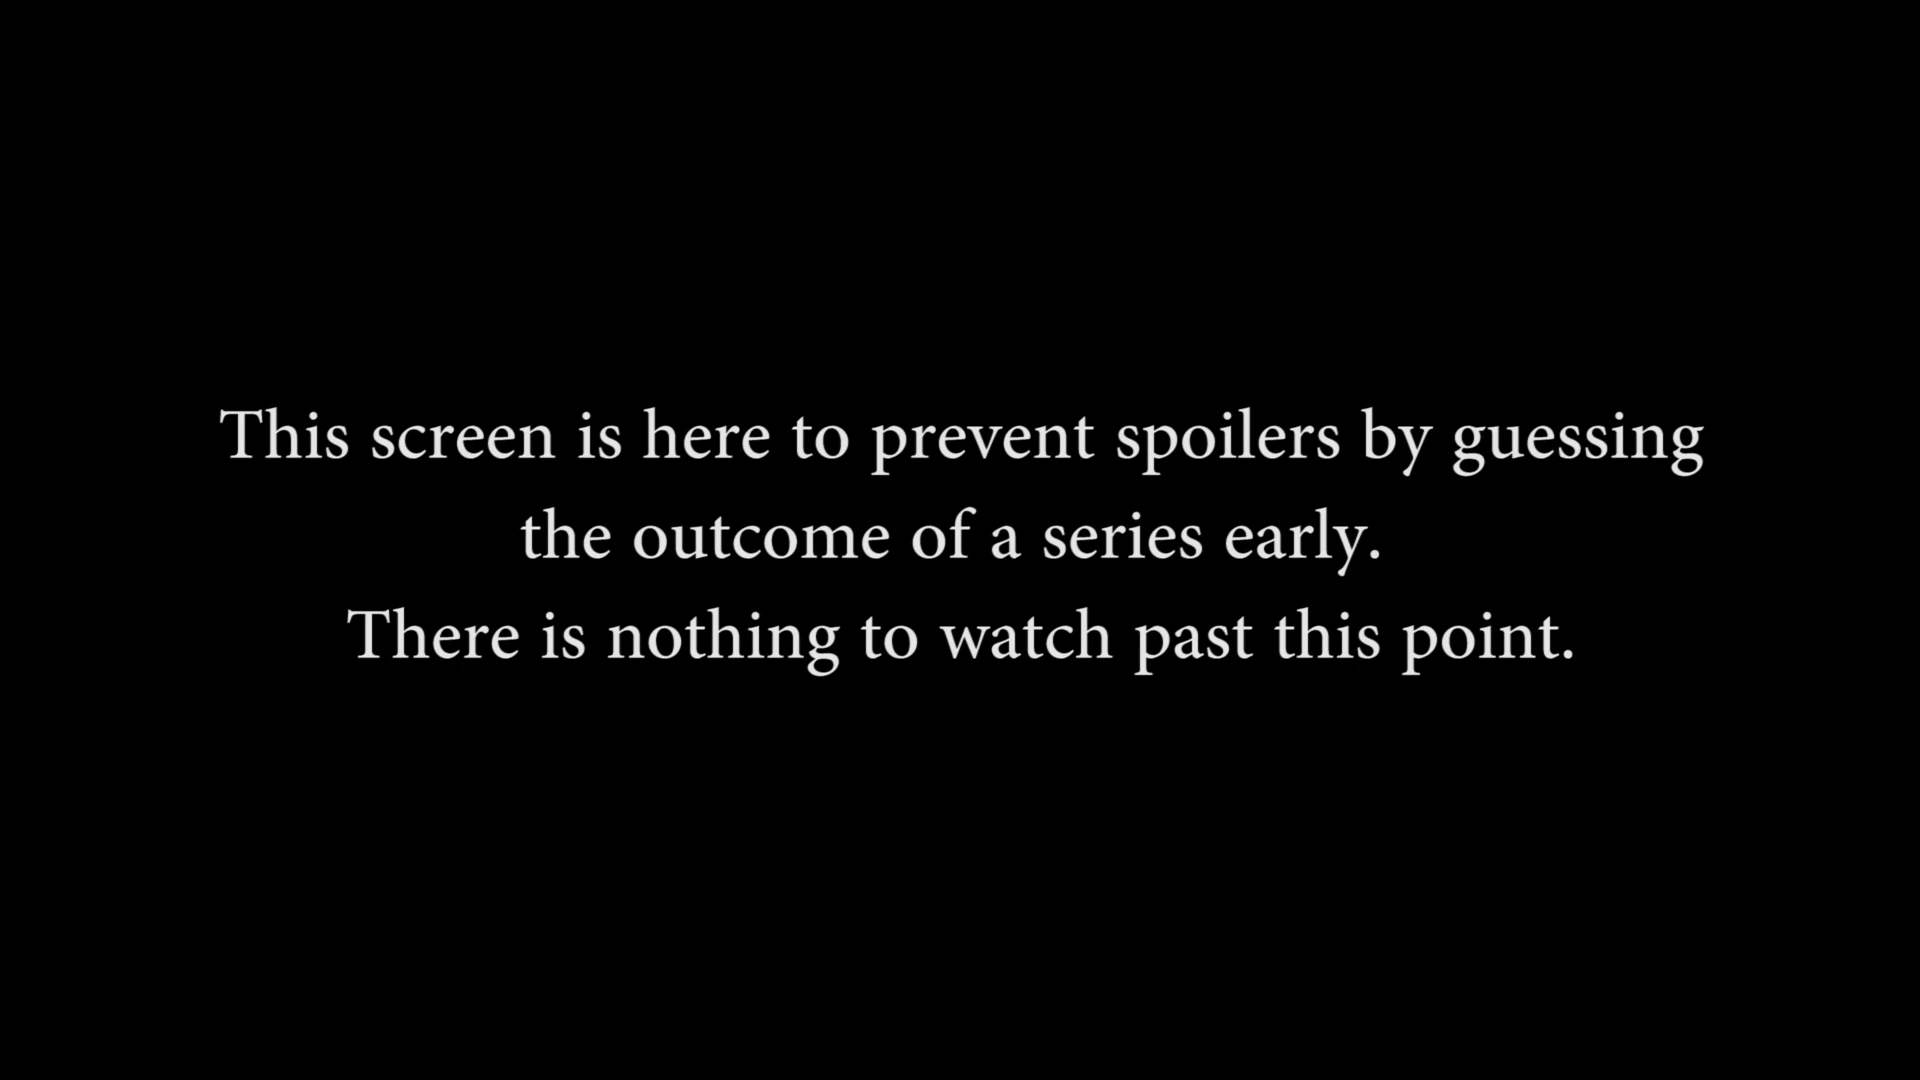 This screen is here to prevent spoilers by guessing
the outcome of a series early.
There is nothing to watch past this point.